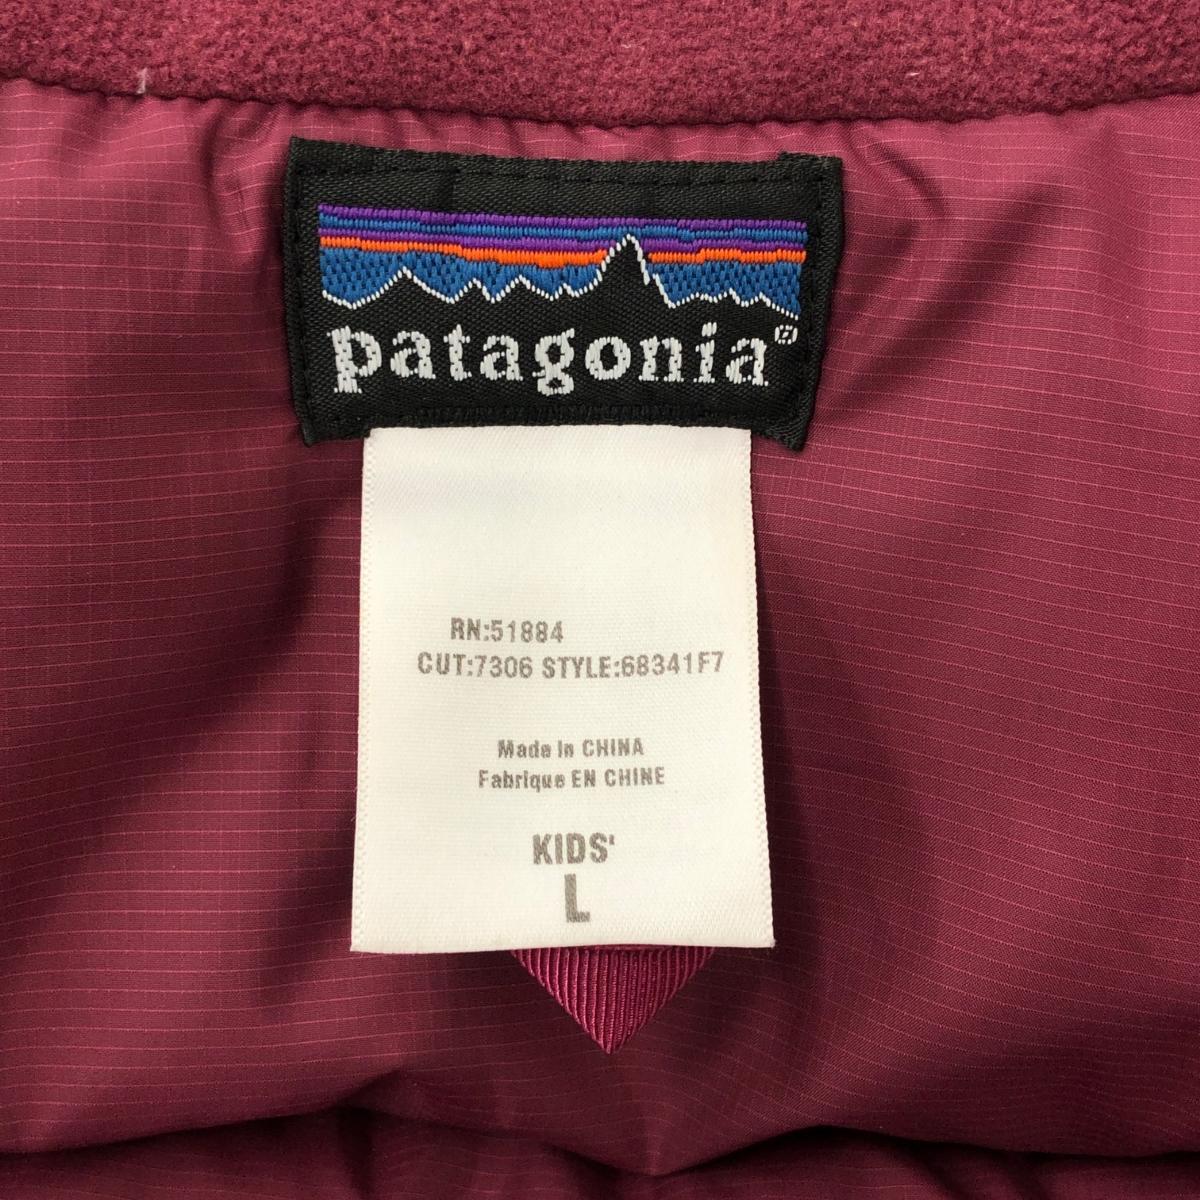 patagonia®
RN:51884
CUT:7306 STYLE:68341F7
Made In CHINA
Fabrique EN CHINE
KIDS'
L